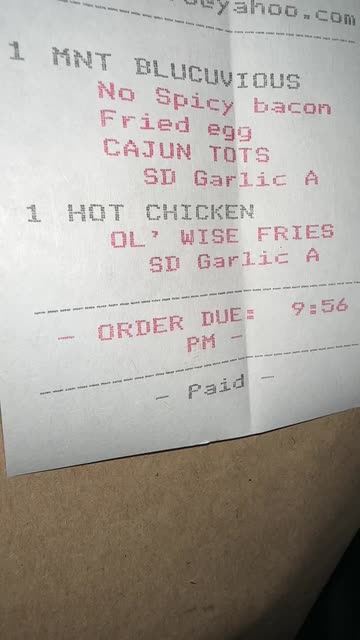 yahoo.com
1 MNT BLUCUVIOUS
No Spicy bacon
Fried egg
CAJUN TOTS
SD Garlic A
1 HOT CHICKEN
OL' WISE FRIES
SD Garlic A
- ORDER DUE: 9:56
PM -
- Paid -